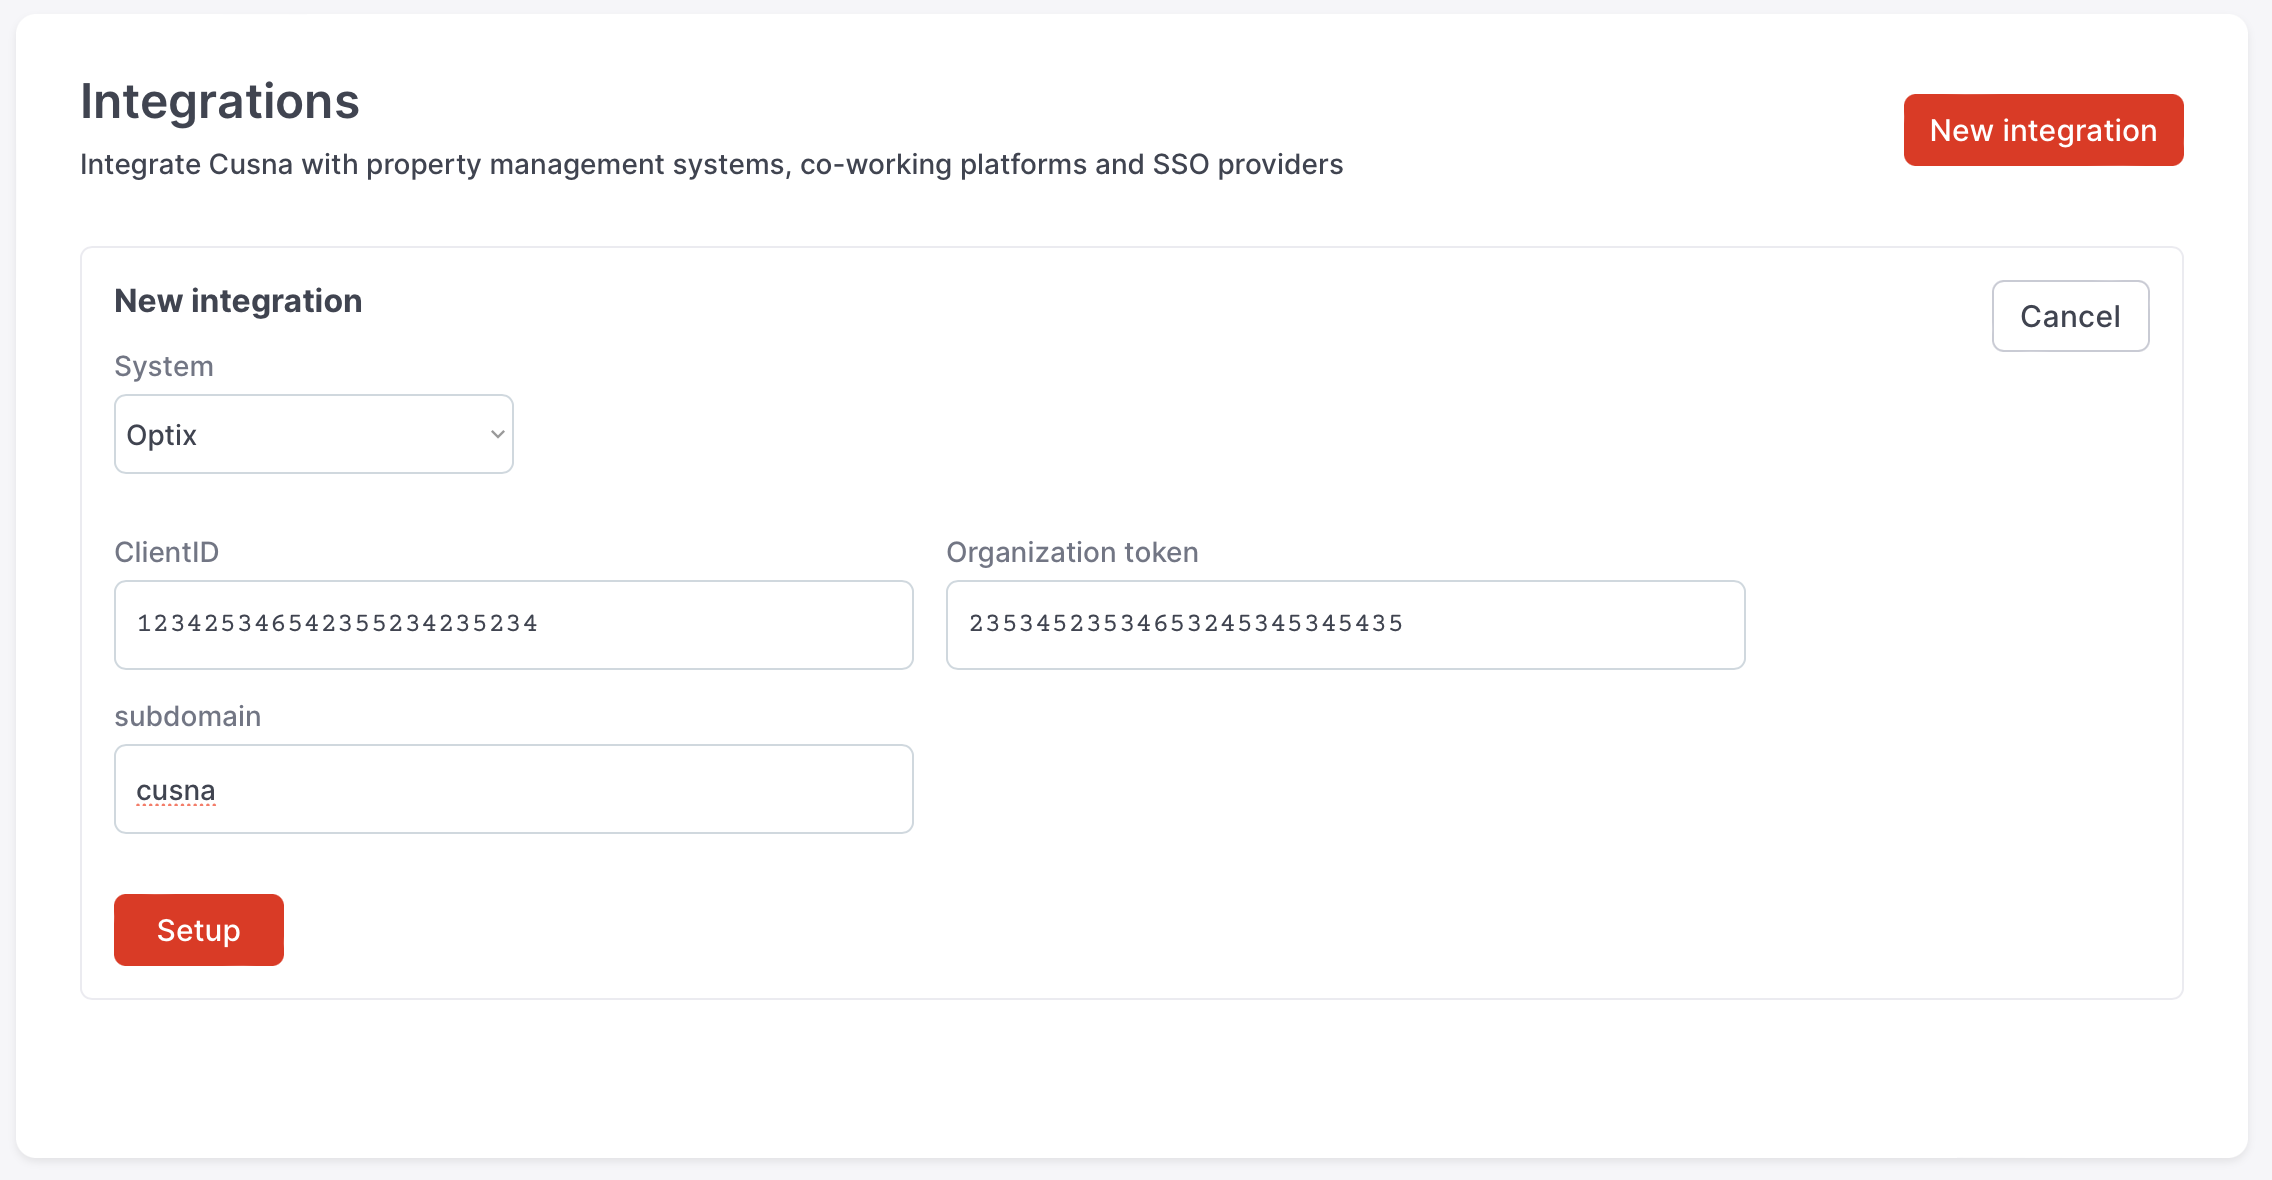 Integrations
New integration
Integrate Cusna with property management systems, co-working platforms and SSO providers
New integration
Cancel
System
Optix
ClientID
Organization token
123425346542355234235234
23534523534653245345345435
subdomain
cusna
Setup